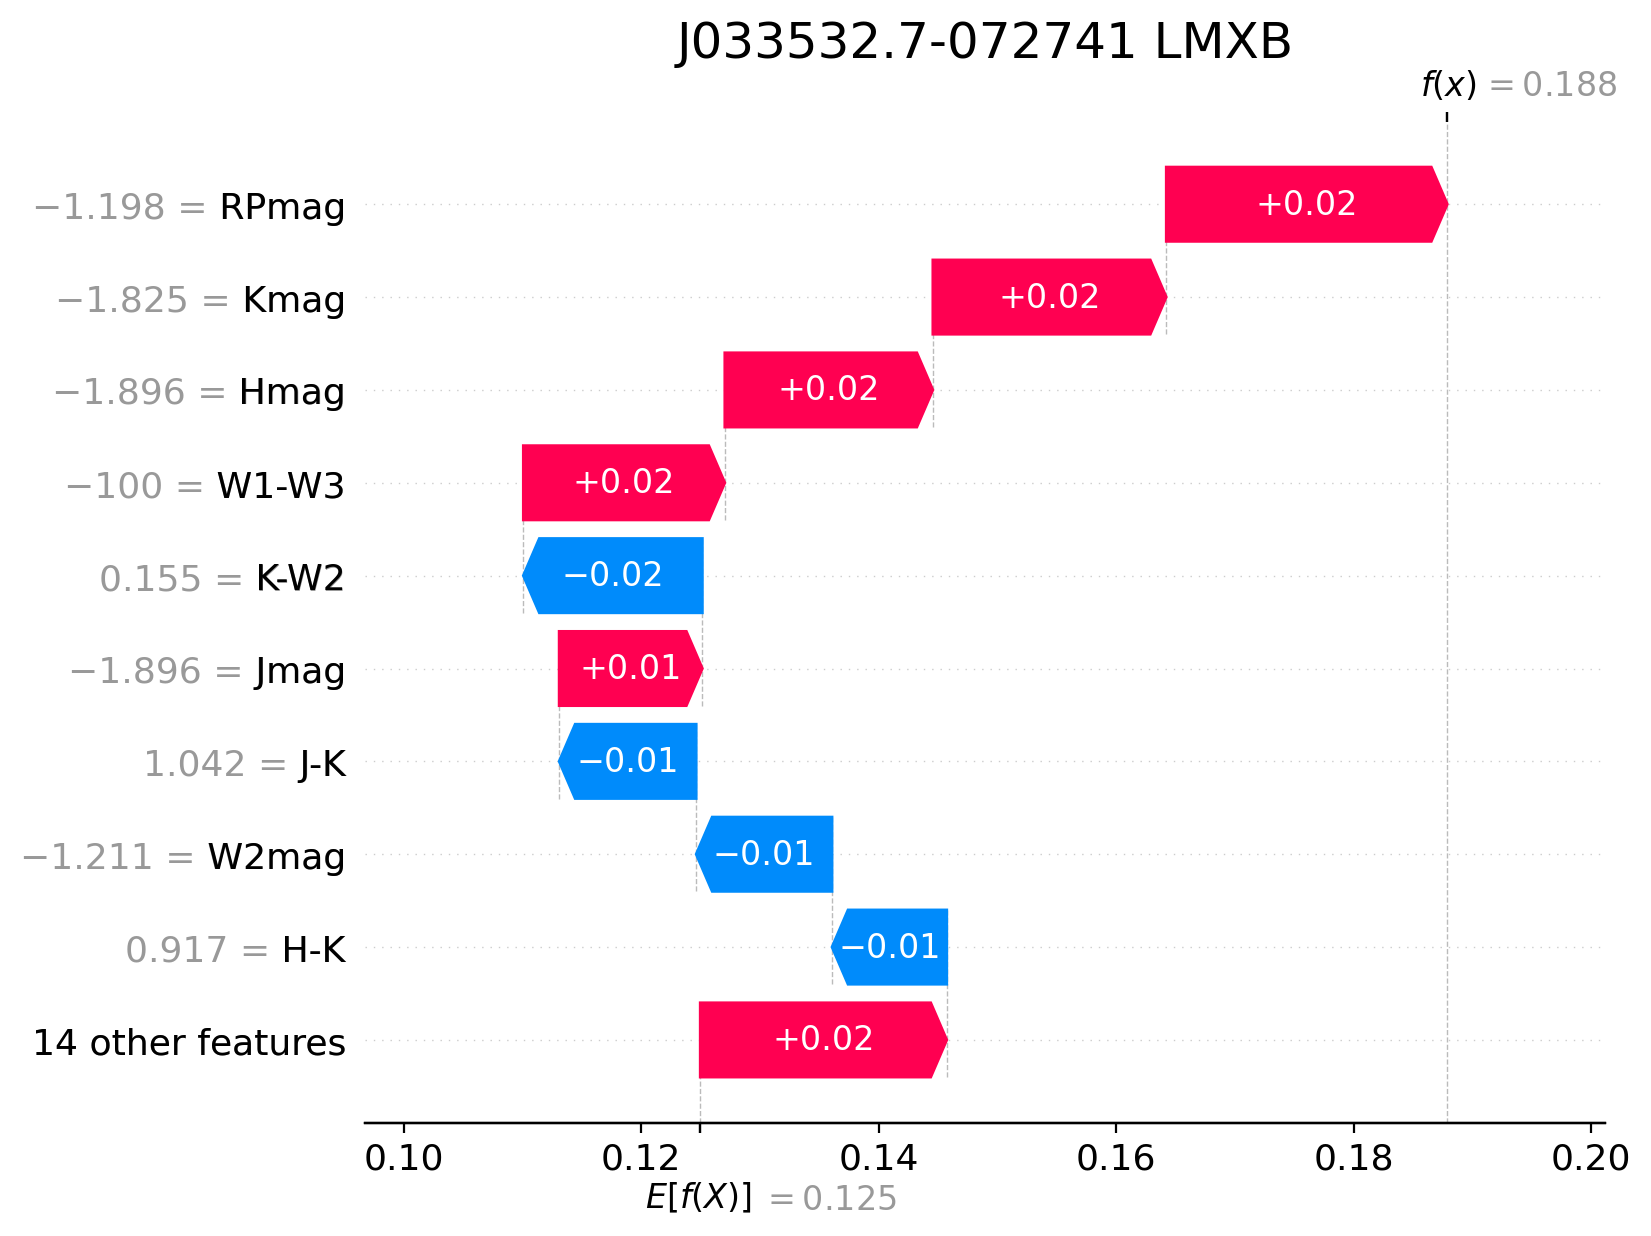 J033532.7-072741 LMXB
f(x) = 0.188
−1.198 = RPmag +0.02
−1.825 = Kmag +0.02
−1.896 = Hmag +0.02
−100 = W1-W3 +0.02
0.155 = K-W2 −0.02
−1.896 = Jmag +0.01
1.042 = J-K −0.01
−1.211 = W2mag −0.01
0.917 = H-K −0.01
14 other features +0.02
0.10 0.12 0.14 0.16 0.18 0.20
E[f(X)] = 0.125